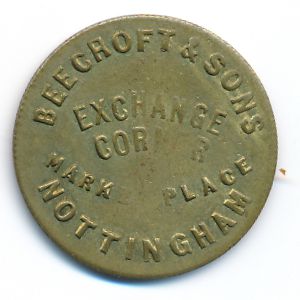 BEECROFT & SONS
EXCHANGE
CORNER
MARKET PLACE
NOTTINGHAM